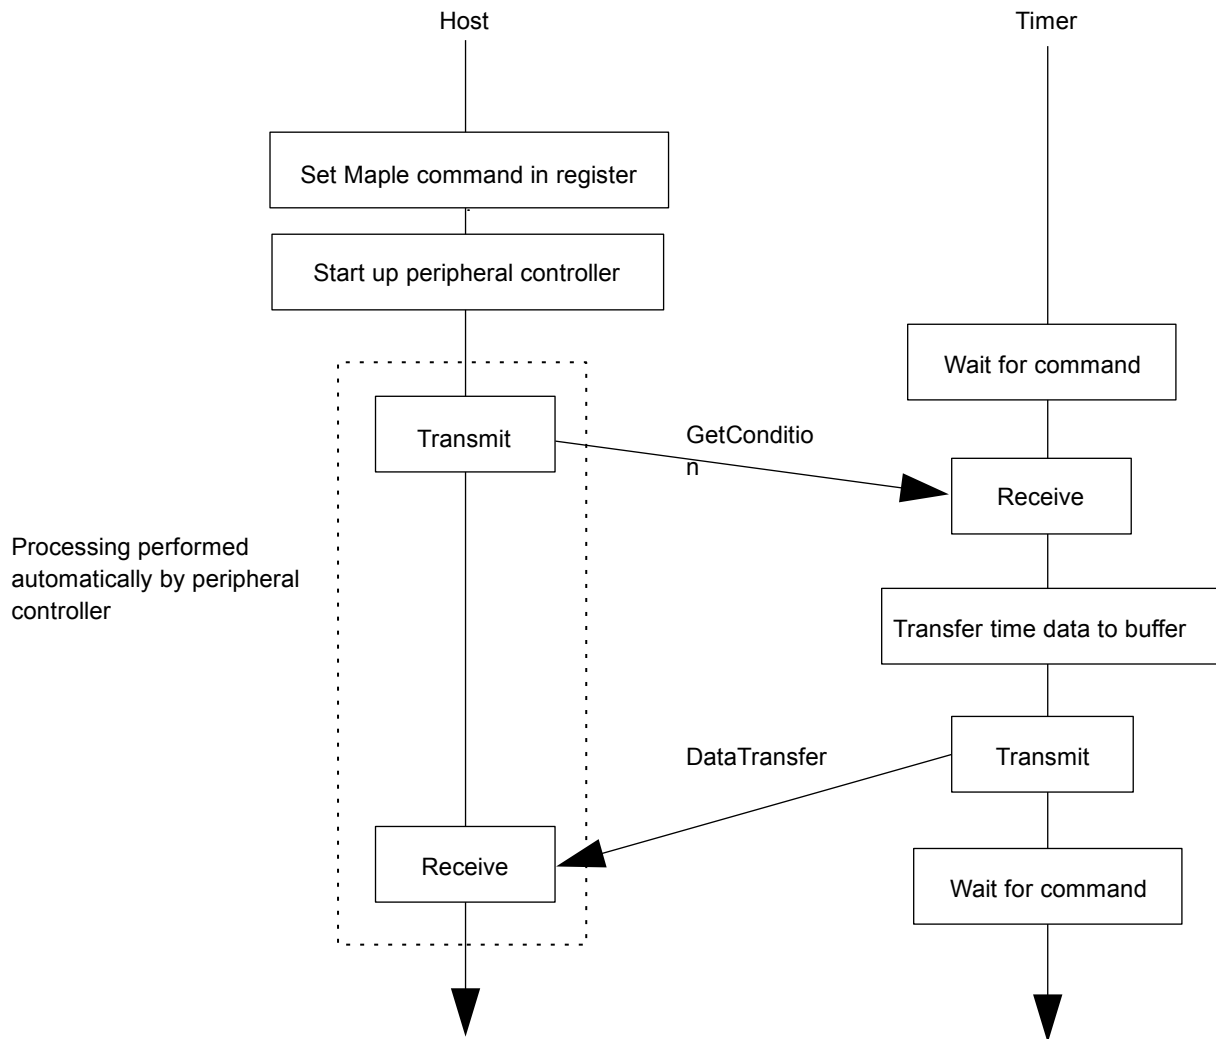 Host
Timer
Set Maple command in register
Start up peripheral controller
Wait for command
Transmit
GetConditio
n
Receive
Processing performed
automatically by peripheral
controller
Transfer time data to buffer
DataTransfer
Transmit
Receive
Wait for command